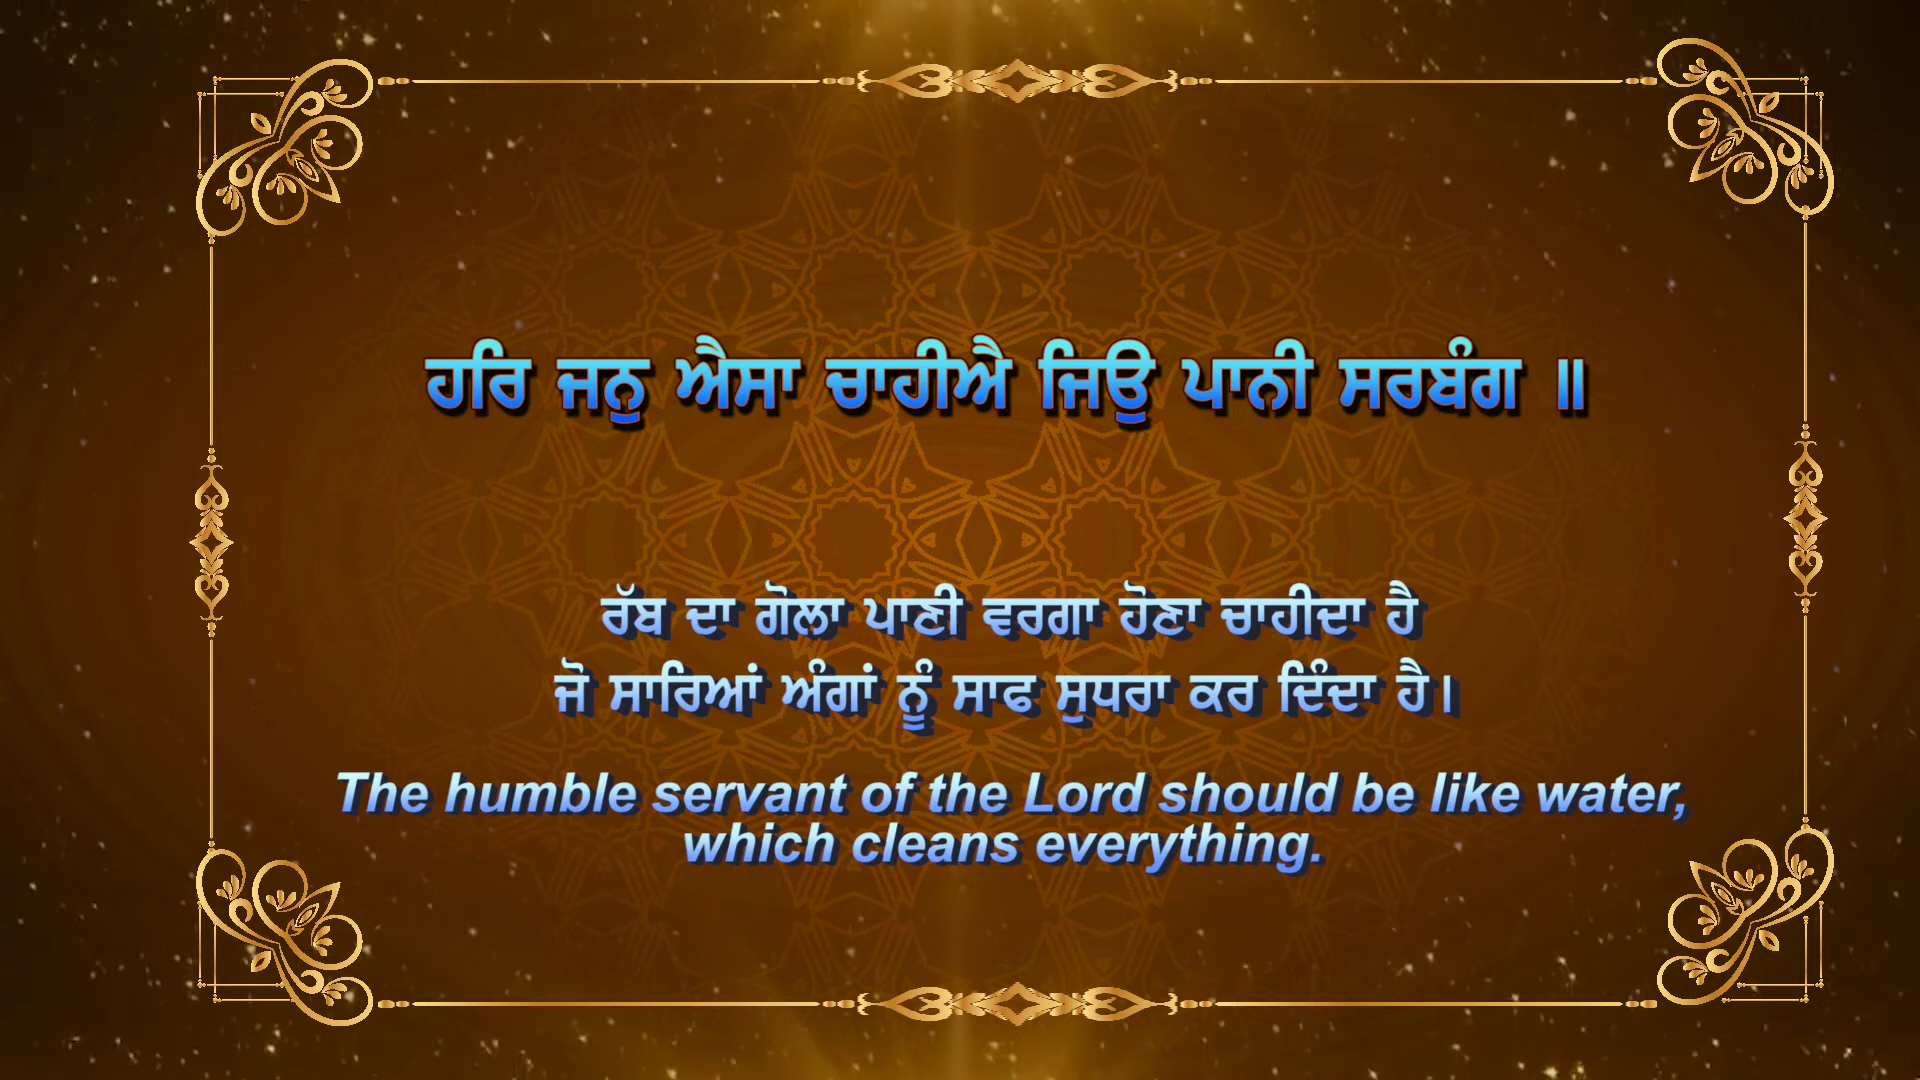 ਹਰਿ ਜਨੁ ਐਸਾ ਚਾਹੀਐ ਜਿਉ ਪਾਨੀ ਸਰਬੰਗ ॥
ਰੱਬ ਦਾ ਗੋਲਾ ਪਾਣੀ ਵਰਗਾ ਹੋਣਾ ਚਾਹੀਦਾ ਹੈ
ਜੋ ਸਾਰਿਆਂ ਅੰਗਾਂ ਨੂੰ ਸਾਫ ਸੁਧਰਾ ਕਰ ਦਿੰਦਾ ਹੈ।
The humble servant of the Lord should be like water,
which cleans everything.